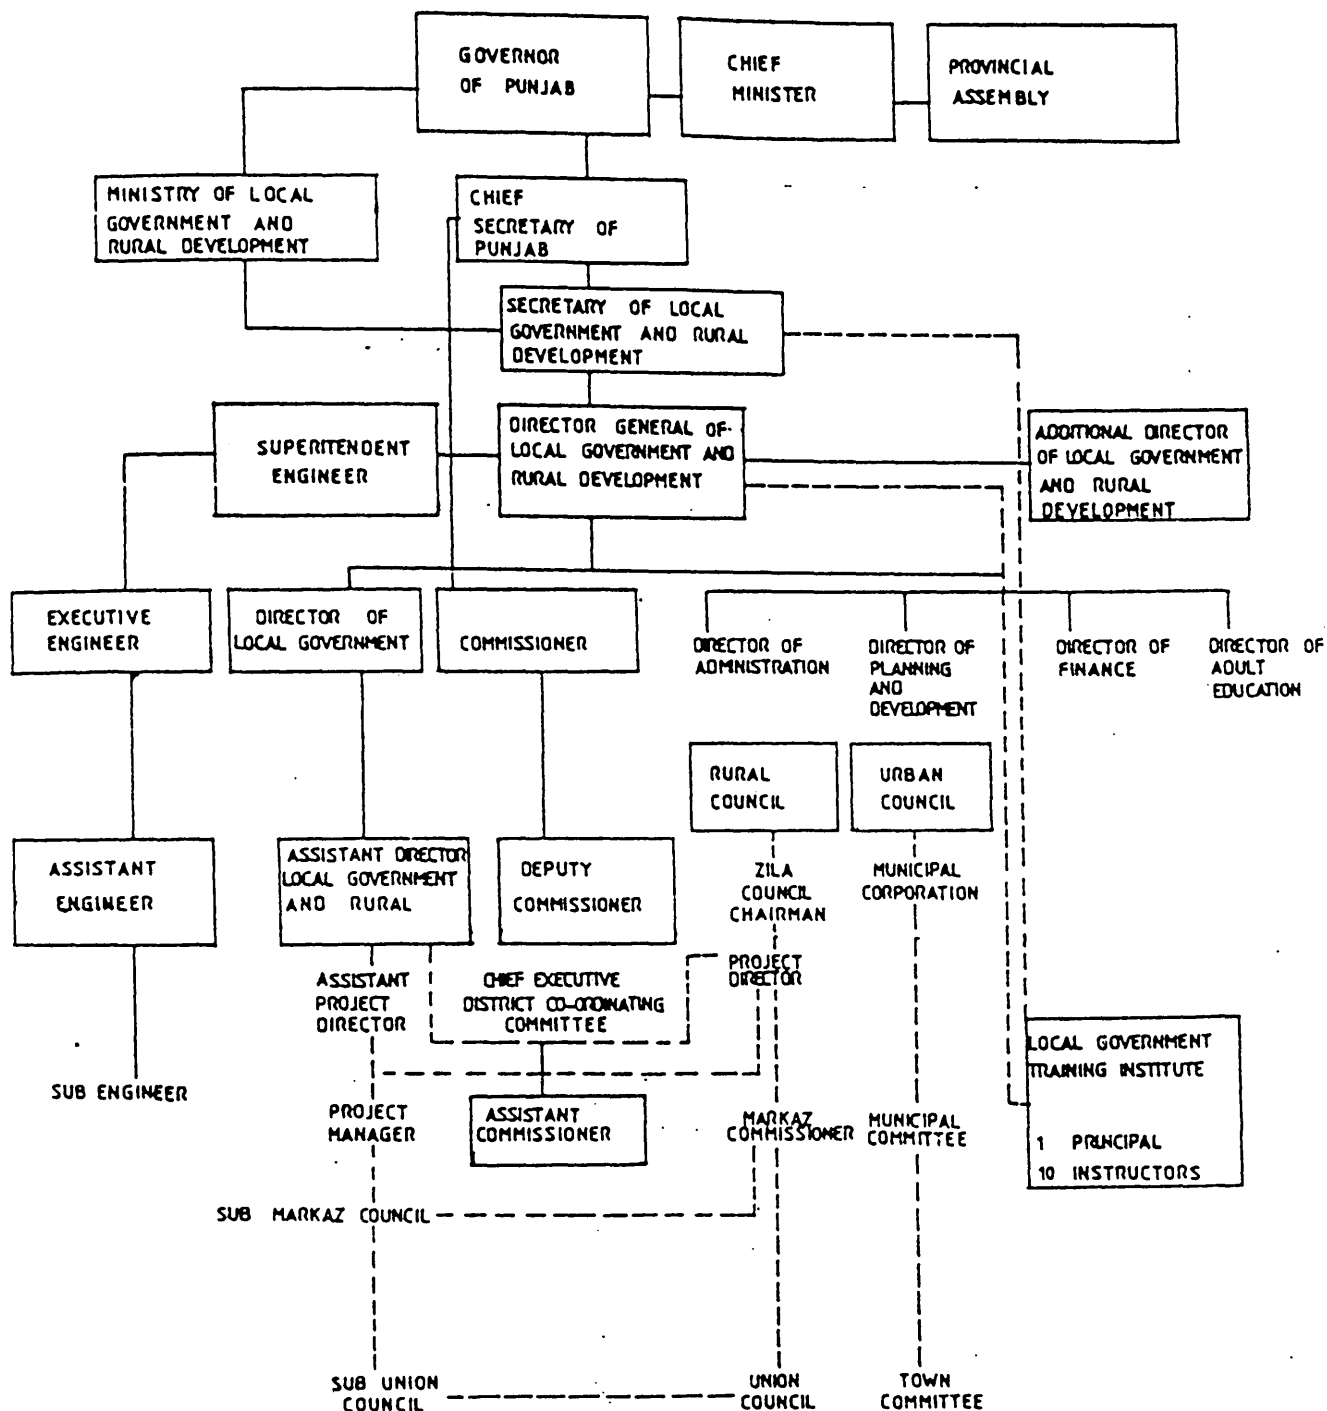 GOVERNOR
OF PUNJAB
CHIEF
MINISTER
PROVINCIAL
ASSEMBLY
MINISTRY OF LOCAL
GOVERNMENT AND
RURAL DEVELOPMENT
CHIEF
SECRETARY OF
PUNJAB
SECRETARY OF LOCAL
GOVERNMENT AND RURAL
DEVELOPMENT
SUPERITENDENT
ENGINEER
DIRECTOR GENERAL OF
LOCAL GOVERNMENT AND
RURAL DEVELOPMENT
ADDITIONAL DIRECTOR
OF LOCAL GOVERNMENT
AND RURAL
DEVELOPMENT
EXECUTIVE
ENGINEER
DIRECTOR OF
LOCAL GOVERNMENT
COMMISSIONER
DIRECTOR OF
ADMNISTRATION
DIRECTOR OF
PLANNING
AND
DEVELOPMENT
DIRECTOR OF
FINANCE
DIRECTOR OF
ADULT
EDUCATION
RURAL
COUNCIL
URBAN
COUNCIL
ASSISTANT
ENGINEER
ASSISTANT DIRECTOR
LOCAL GOVERNMENT
AND RURAL
DEPUTY
COMMISSIONER
ZILA
COUNCIL
CHAIRMAN
MUNICIPAL
CORPORATION
ASSISTANT
PROJECT
DIRECTOR
CHIEF EXECUTIVE
DISTRICT CO-ORDINATING
COMMITTEE
PROJECT
DIRECTOR
SUB ENGINEER
PROJECT
MANAGER
ASSISTANT
COMMISSIONER
MARKAZ
COMMISSIONER
MUNICIPAL
COMMITTEE
LOCAL GOVERNMENT
TRAINING INSTITUTE
1 PRINCIPAL
10 INSTRUCTORS
SUB MARKAZ COUNCIL
SUB UNION
COUNCIL
UNION
COUNCIL
TOWN
COMMITTEE